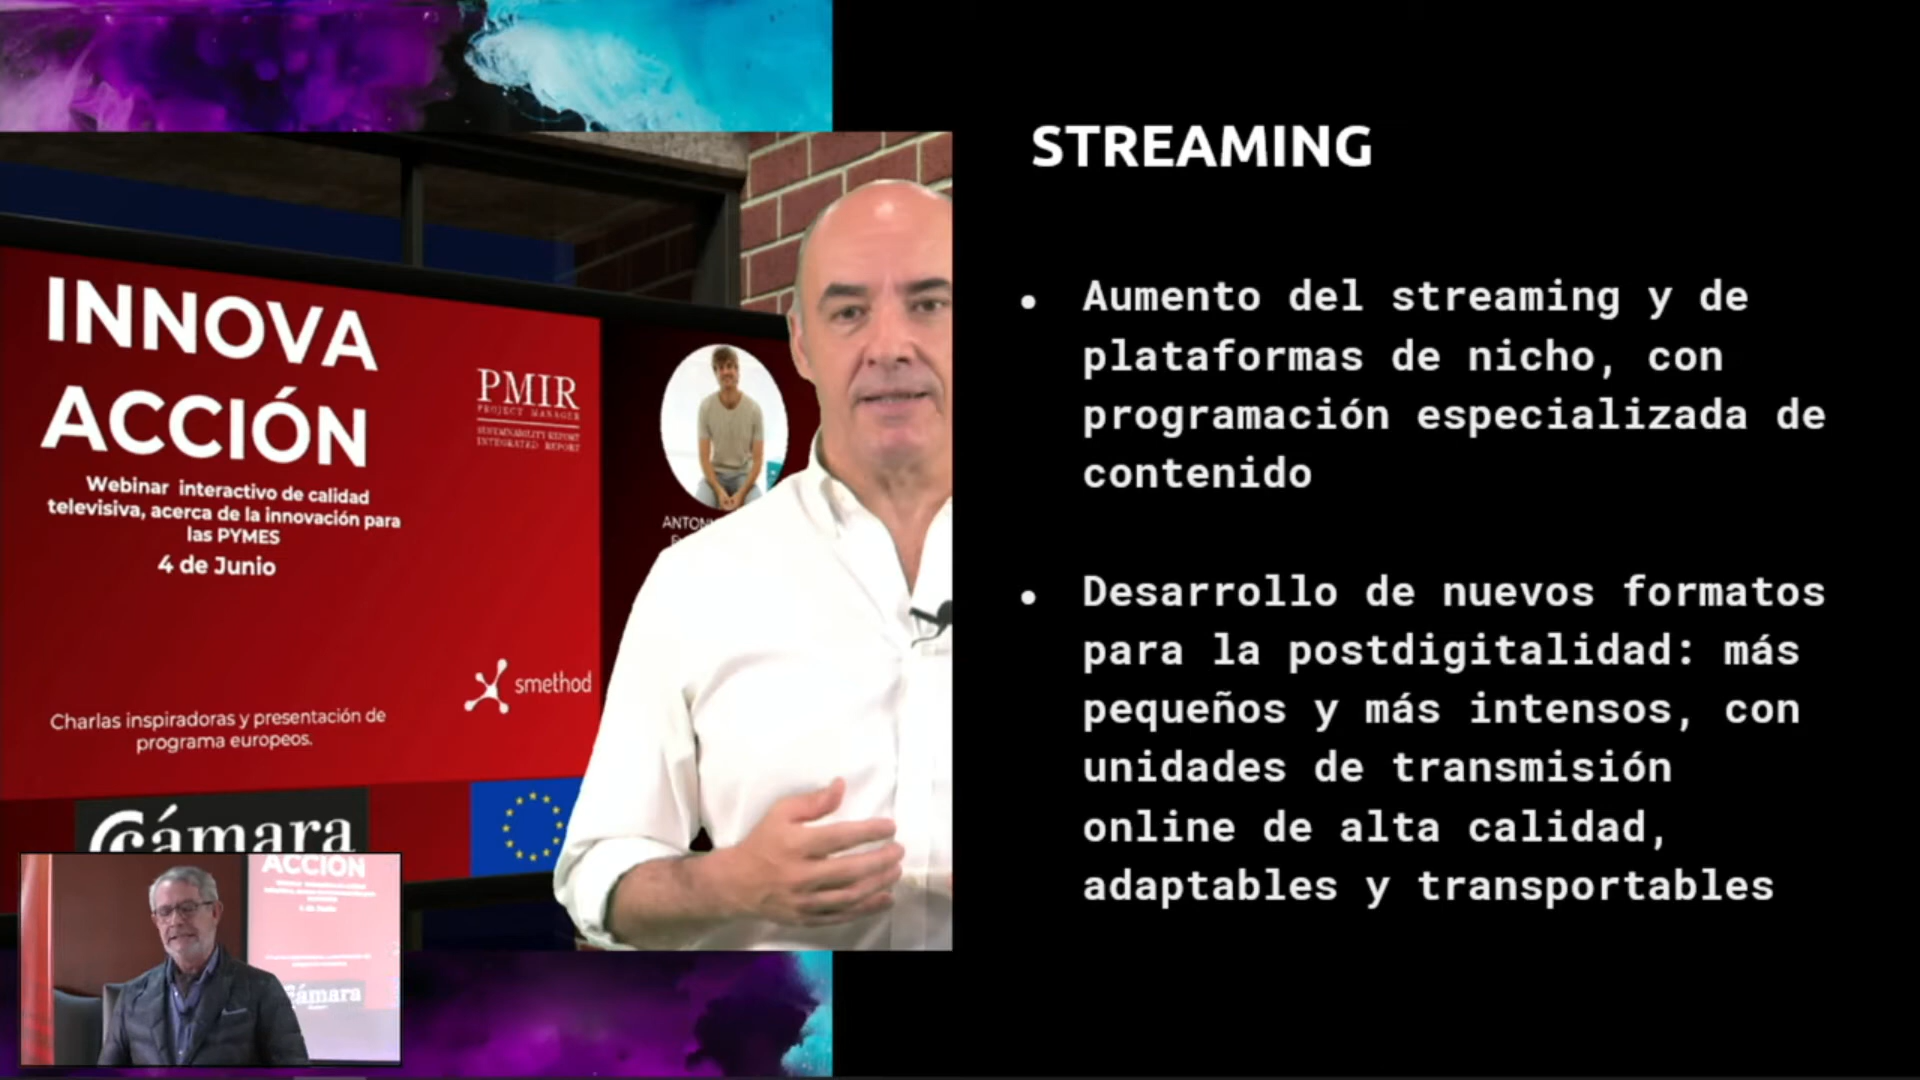 STREAMING
• Aumento del streaming y de
plataformas de nicho, con
programación especializada de
contenido
• Desarrollo de nuevos formatos
para la postdigitalidad: más
pequeños y más intensos, con
unidades de transmisión
online de alta calidad,
adaptables y transportables
INNOVA
ACCIÓN
Webinar interactivo de calidad
televisiva, acerca de la innovación para
las PYMES
4 de Junio
PMIR
PROJECT MANAGER
SUSTAINABILITY REPORT
INTEGRATED REPORT
smethod
Charlas inspiradoras y presentación de
programa europeos.
Cámara
ACCIÓN
4 de Junio
Cámara